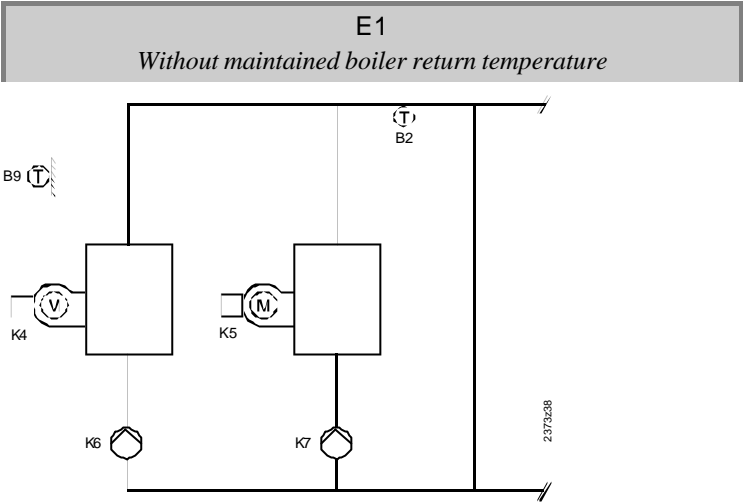 E1
Without maintained boiler return temperature
T
B2
B9 T
V
M
K4
K5
K6
K7
2373z38